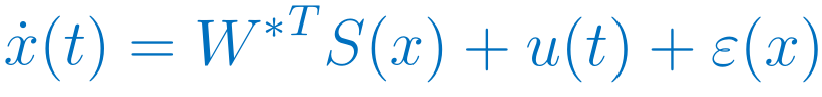 ẋ(t) = W*ᵀS(x) + u(t) + ε(x)